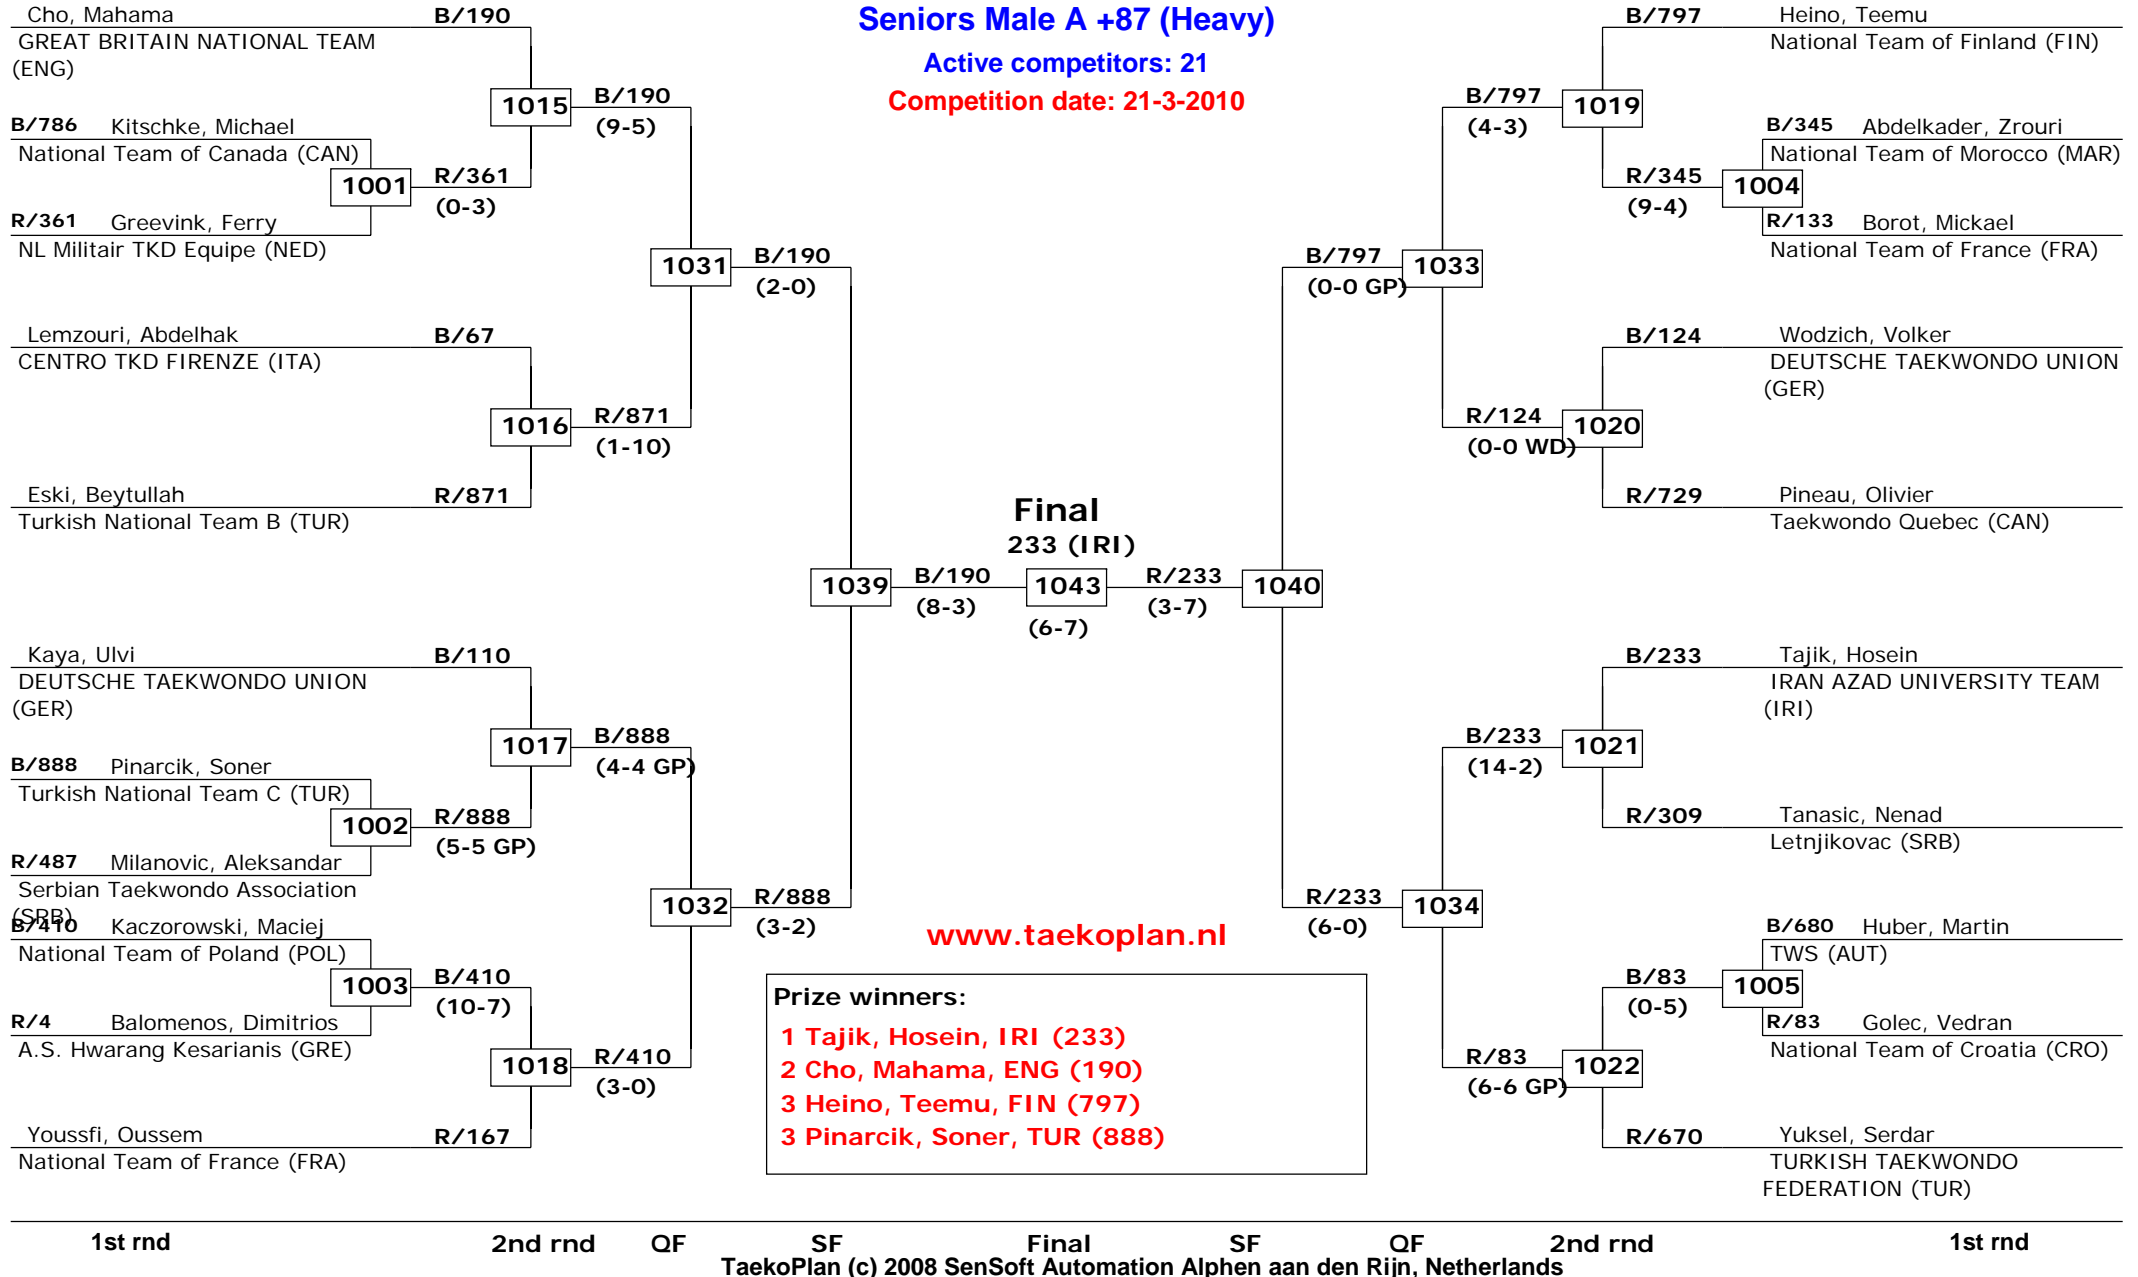 Seniors Male A +87 (Heavy)
Active competitors: 21
Competition date: 21-3-2010
Cho, Mahama
B/190
GREAT BRITAIN NATIONAL TEAM
(ENG)
1015
B/190
(9-5)
B/786 Kitschke, Michael
National Team of Canada (CAN)
1001
R/361
(0-3)
R/361 Greevink, Ferry
NL Militair TKD Equipe (NED)
1031
B/190
(2-0)
Lemzouri, Abdelhak
B/67
CENTRO TKD FIRENZE (ITA)
1016
R/871
(1-10)
Eski, Beytullah
R/871
Turkish National Team B (TUR)
1039
B/190
(8-3)
Kaya, Ulvi
B/110
DEUTSCHE TAEKWONDO UNION
(GER)
1017
B/888
(4-4 GP)
B/888 Pinarcik, Soner
Turkish National Team C (TUR)
1002
R/888
(5-5 GP)
R/487 Milanovic, Aleksandar
Serbian Taekwondo Association
(SRB)
1032
R/888
(3-2)
B/410 Kaczorowski, Maciej
National Team of Poland (POL)
1003
B/410
(10-7)
R/4 Balomenos, Dimitrios
A.S. Hwarang Kesarianis (GRE)
1018
R/410
(3-0)
Youssfi, Oussem
R/167
National Team of France (FRA)
Final
233 (IRI)
1043
(6-7)
B/797
Heino, Teemu
National Team of Finland (FIN)
B/797
(4-3)
1019
B/345 Abdelkader, Zrouri
National Team of Morocco (MAR)
R/345
(9-4)
1004
R/133 Borot, Mickael
National Team of France (FRA)
B/797
(0-0 GP)
1033
B/124
Wodzich, Volker
DEUTSCHE TAEKWONDO UNION
(GER)
R/124
(0-0 WD)
1020
R/729
Pineau, Olivier
Taekwondo Quebec (CAN)
R/233
(3-7)
1040
B/233
Tajik, Hosein
IRAN AZAD UNIVERSITY TEAM
(IRI)
B/233
(14-2)
1021
R/309
Tanasic, Nenad
Letnjikovac (SRB)
R/233
(6-0)
1034
B/680 Huber, Martin
TWS (AUT)
B/83
(0-5)
1005
R/83 Golec, Vedran
National Team of Croatia (CRO)
R/83
(6-6 GP)
1022
R/670
Yuksel, Serdar
TURKISH TAEKWONDO
FEDERATION (TUR)
www.taekoplan.nl
Prize winners:
1 Tajik, Hosein, IRI (233)
2 Cho, Mahama, ENG (190)
3 Heino, Teemu, FIN (797)
3 Pinarcik, Soner, TUR (888)
1st rnd 2nd rnd QF SF Final SF QF 2nd rnd 1st rnd
TaekoPlan (c) 2008 SenSoft Automation Alphen aan den Rijn, Netherlands